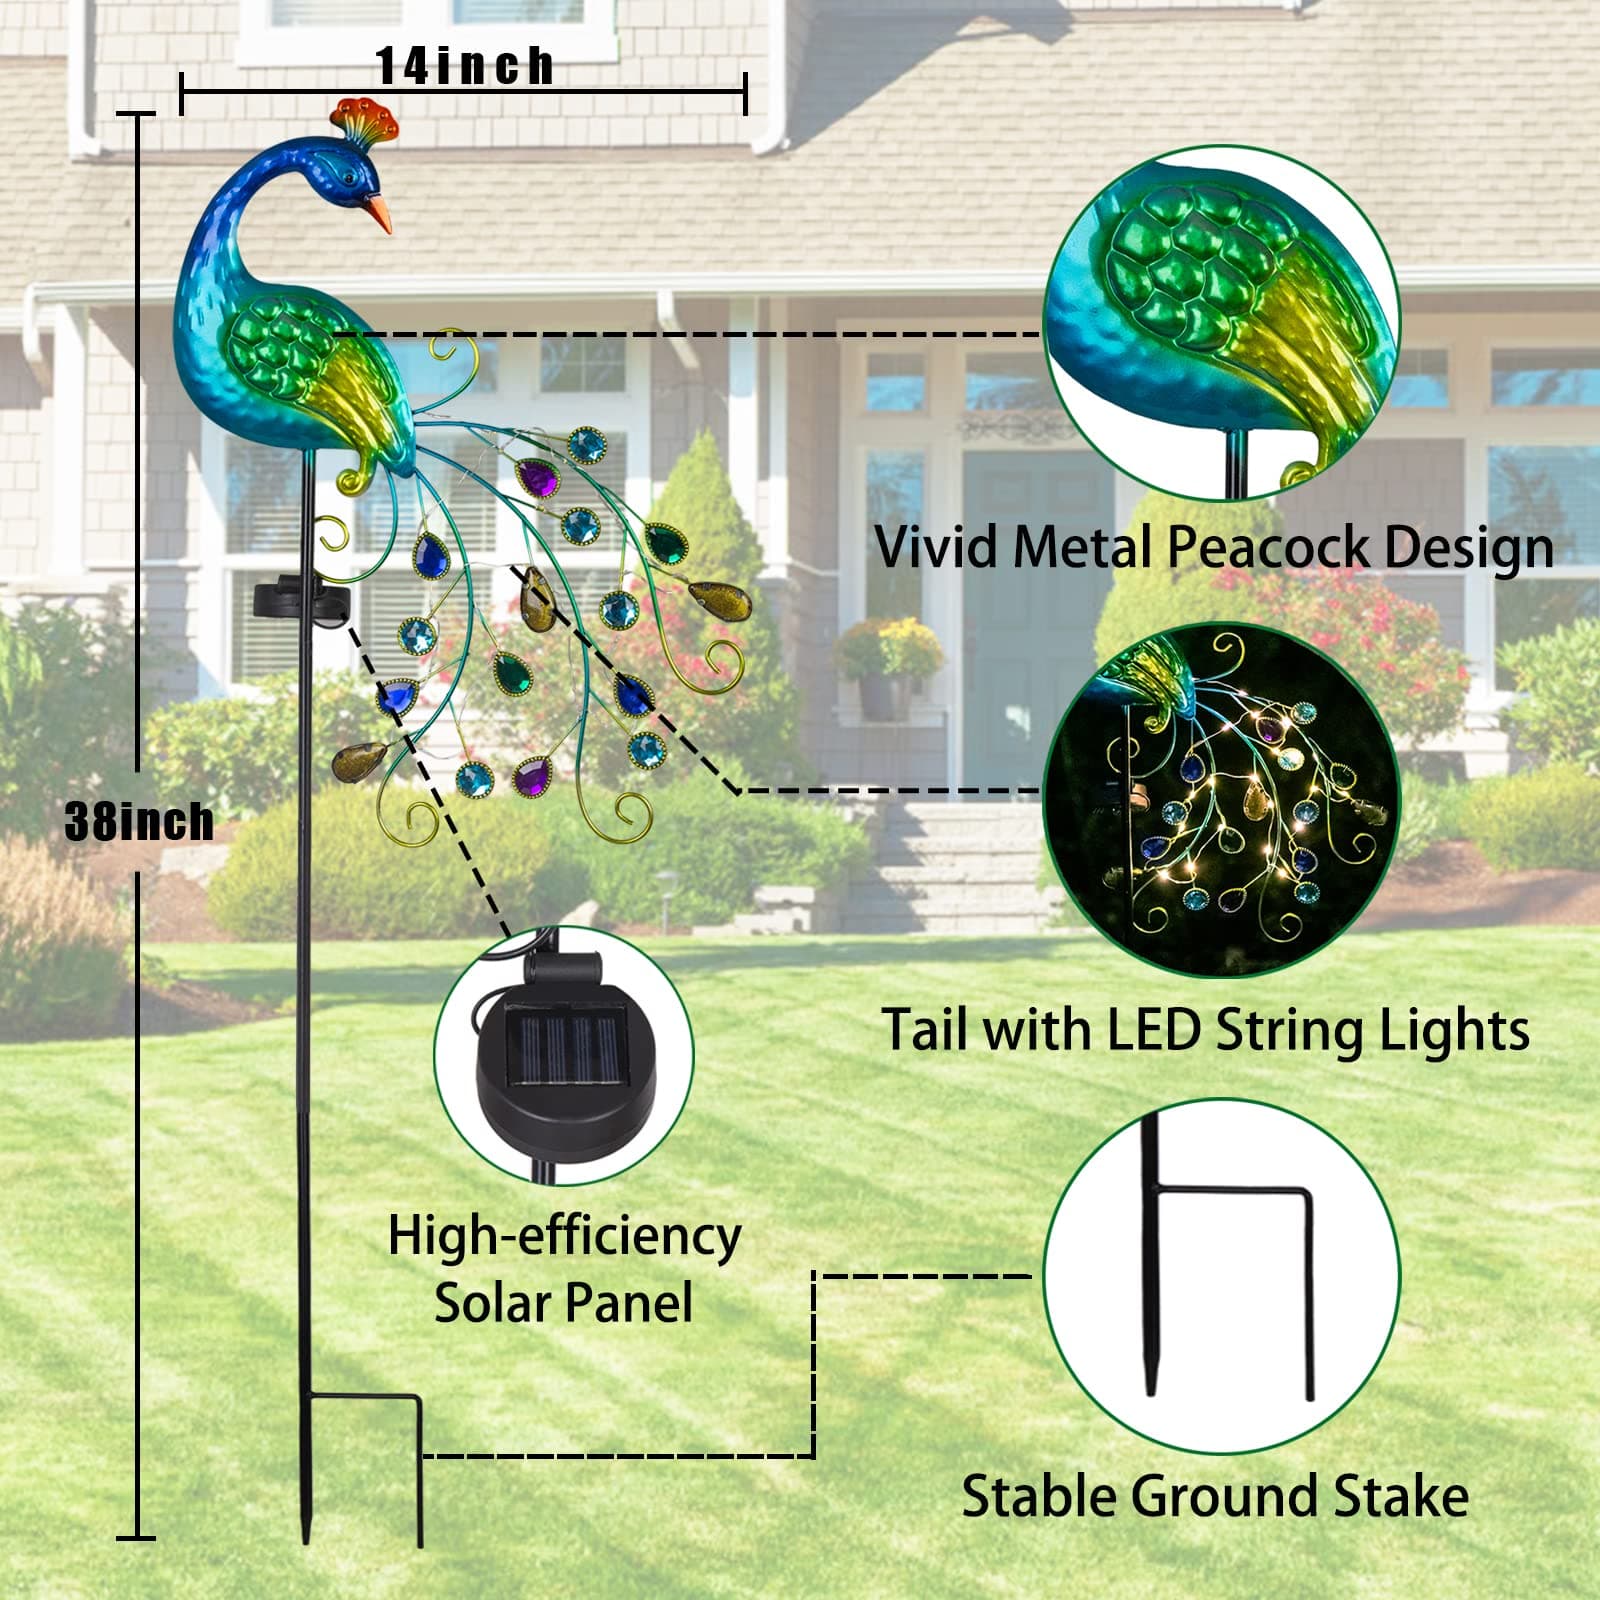 14inch
38inch
Vivid Metal Peacock Design
Tail with LED String Lights
High-efficiency
Solar Panel
Stable Ground Stake